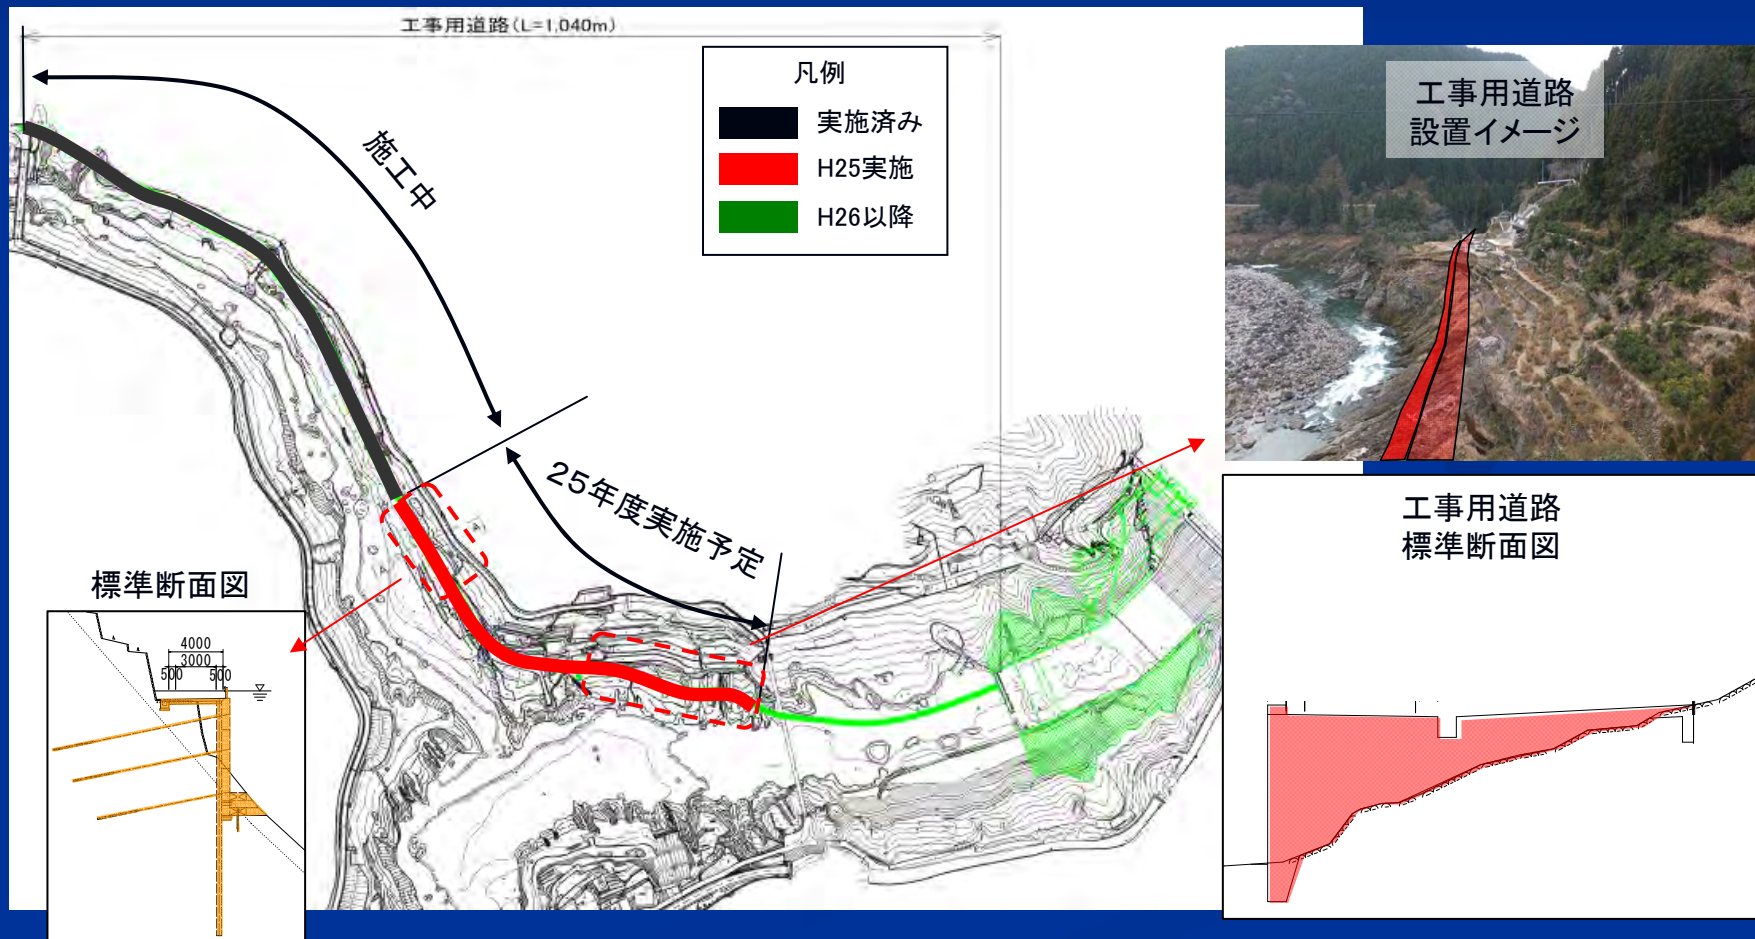 工事用道路(L=1,040m)
凡例
実施済み
H25実施
H26以降
施工中
25年度実施予定
工事用道路
設置イメージ
標準断面図
4000
3000
500
500
工事用道路
標準断面図